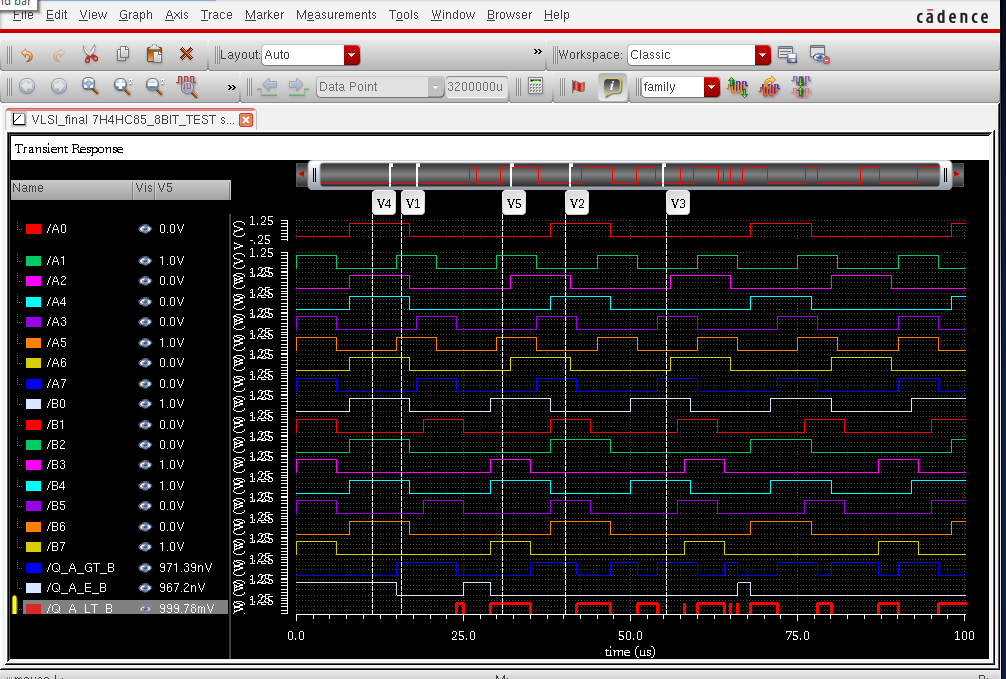 nd bar
File Edit View Graph Axis Trace Marker Measurements Tools Window Browser Help
cādence
Layout: Auto » Workspace: Classic
» Data Point 3200000u family
VLSI_final 7H4HC85_8BIT_TEST s...
Transient Response
Name Vis V5
V4 V1 V5 V2 V3
/A0 0.0V
/A1 1.0V
/A2 0.0V
/A4 0.0V
/A3 0.0V
/A5 1.0V
/A6 0.0V
/A7 0.0V
/B0 1.0V
/B1 0.0V
/B2 0.0V
/B3 1.0V
/B4 1.0V
/B5 0.0V
/B6 0.0V
/B7 1.0V
/Q_A_GT_B 971.39nV
/Q_A_E_B 967.2nV
/Q_A_LT_B 999.78mV
V (V) 1.25
-.25
1.25
0.0 25.0 50.0 75.0 100
time (us)